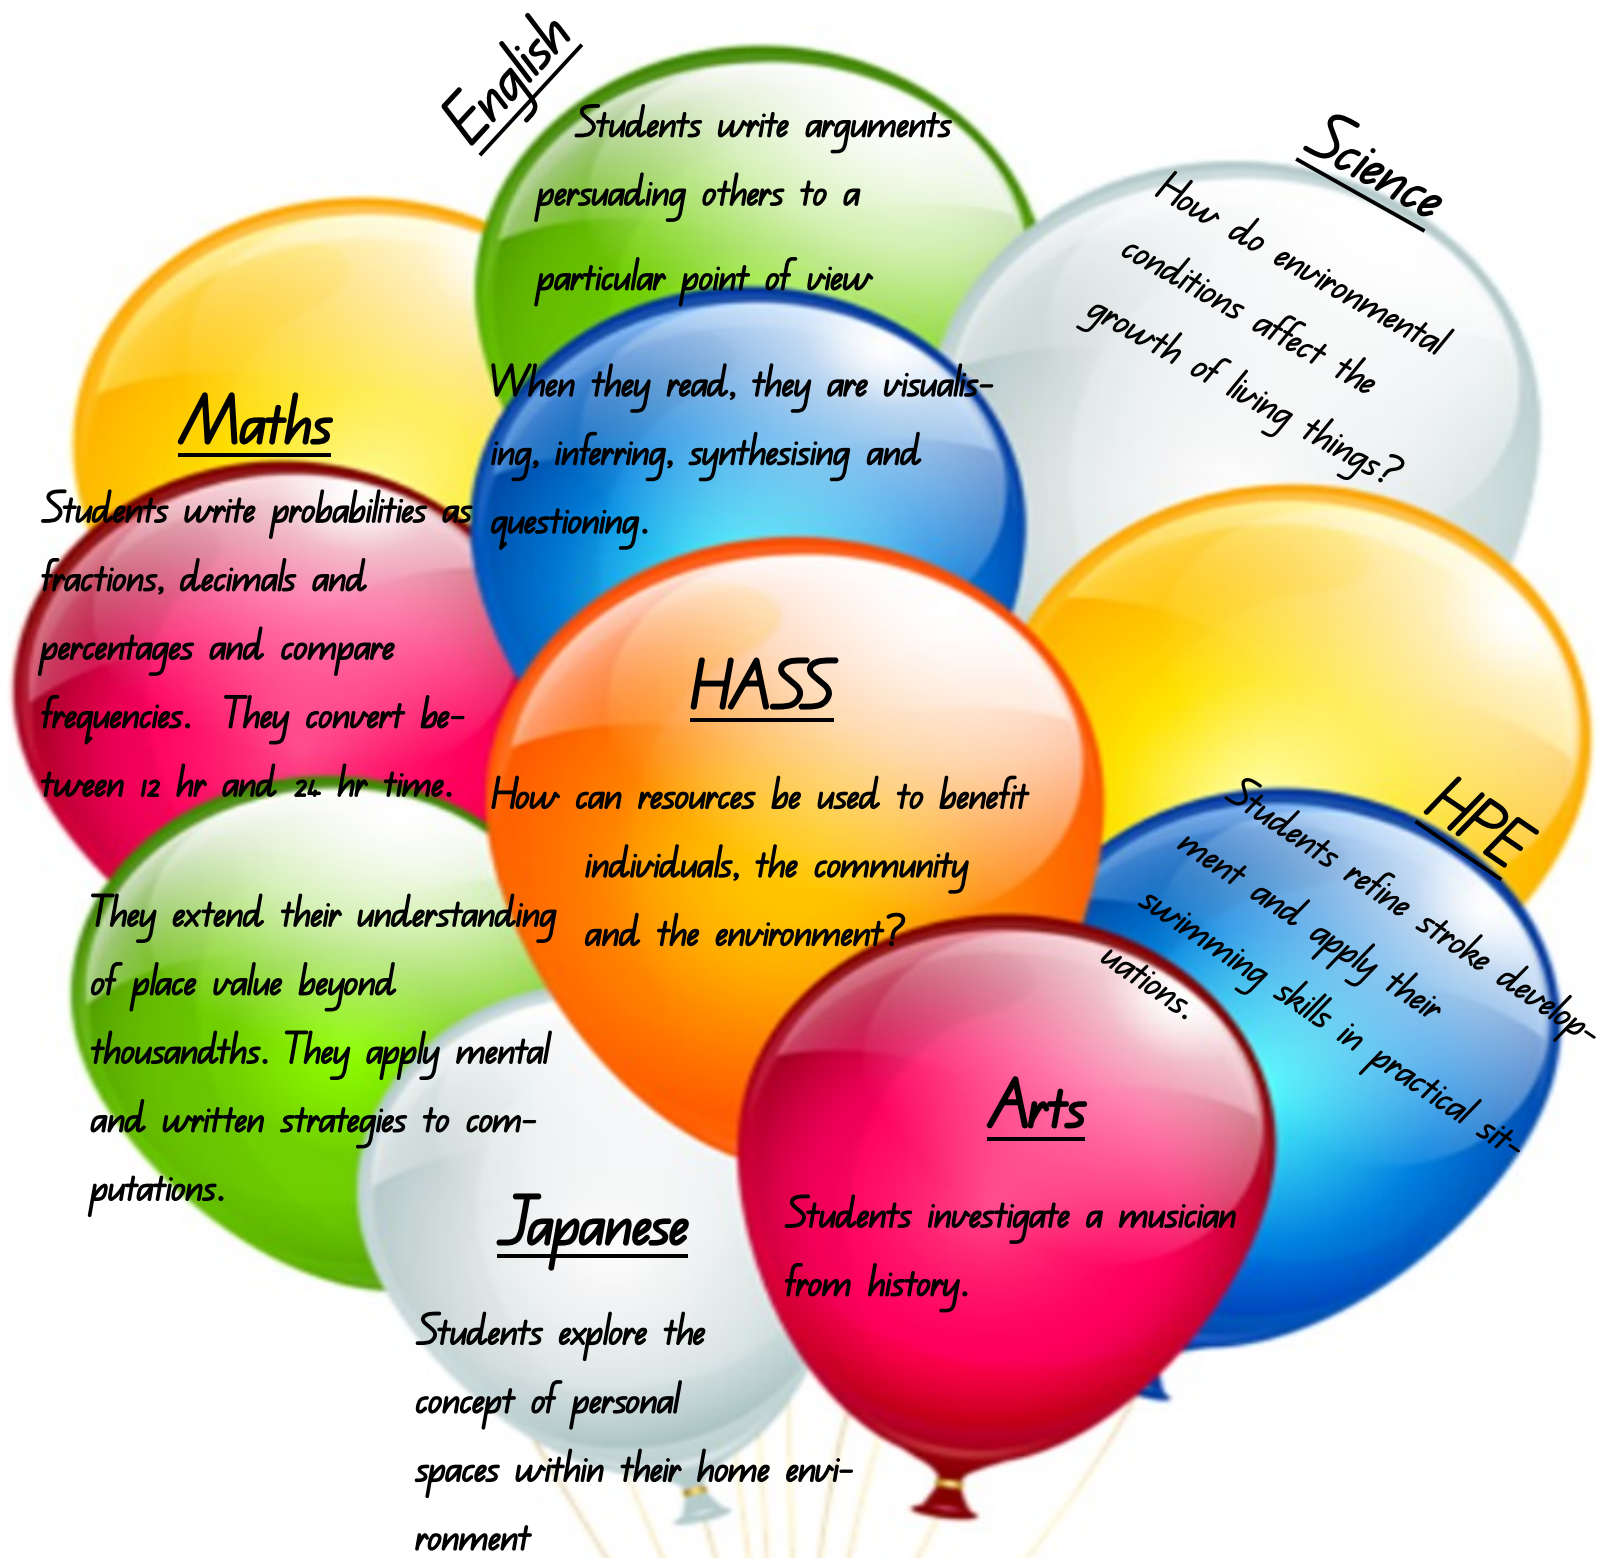 English
Students write arguments
persuading others to a
particular point of view
When they read, they are visualis-
ing, inferring, synthesising and
questioning.
Science
How do environmental
conditions affect the
growth of living things?
Maths
Students write probabilities as
fractions, decimals and
percentages and compare
frequencies.  They convert be-
tween 12 hr and 24 hr time.
They extend their understanding
of place value beyond
thousandths. They apply mental
and written strategies to com-
putations.
HASS
How can resources be used to benefit
individuals, the community
and the environment?
HPE
Students refine stroke develop-
ment and apply their
swimming skills in practical sit-
uations.
Arts
Students investigate a musician
from history.
Japanese
Students explore the
concept of personal
spaces within their home envi-
ronment